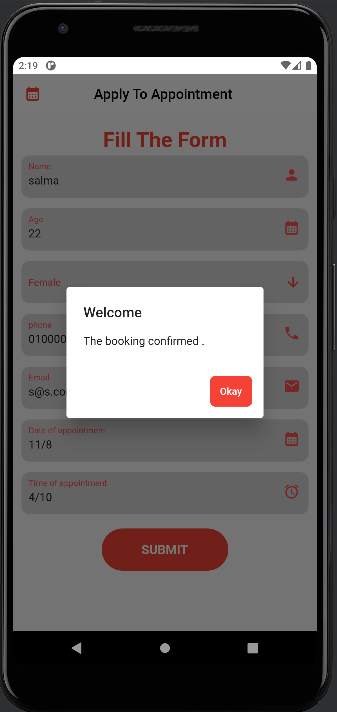 2:19
Apply To Appointment
Fill The Form
Name
salma
Age
22
Female
Welcome
The booking confirmed .
Okay
phone
010000
Email
s@s.co
Date of appointment
11/8
Time of appointment
4/10
SUBMIT